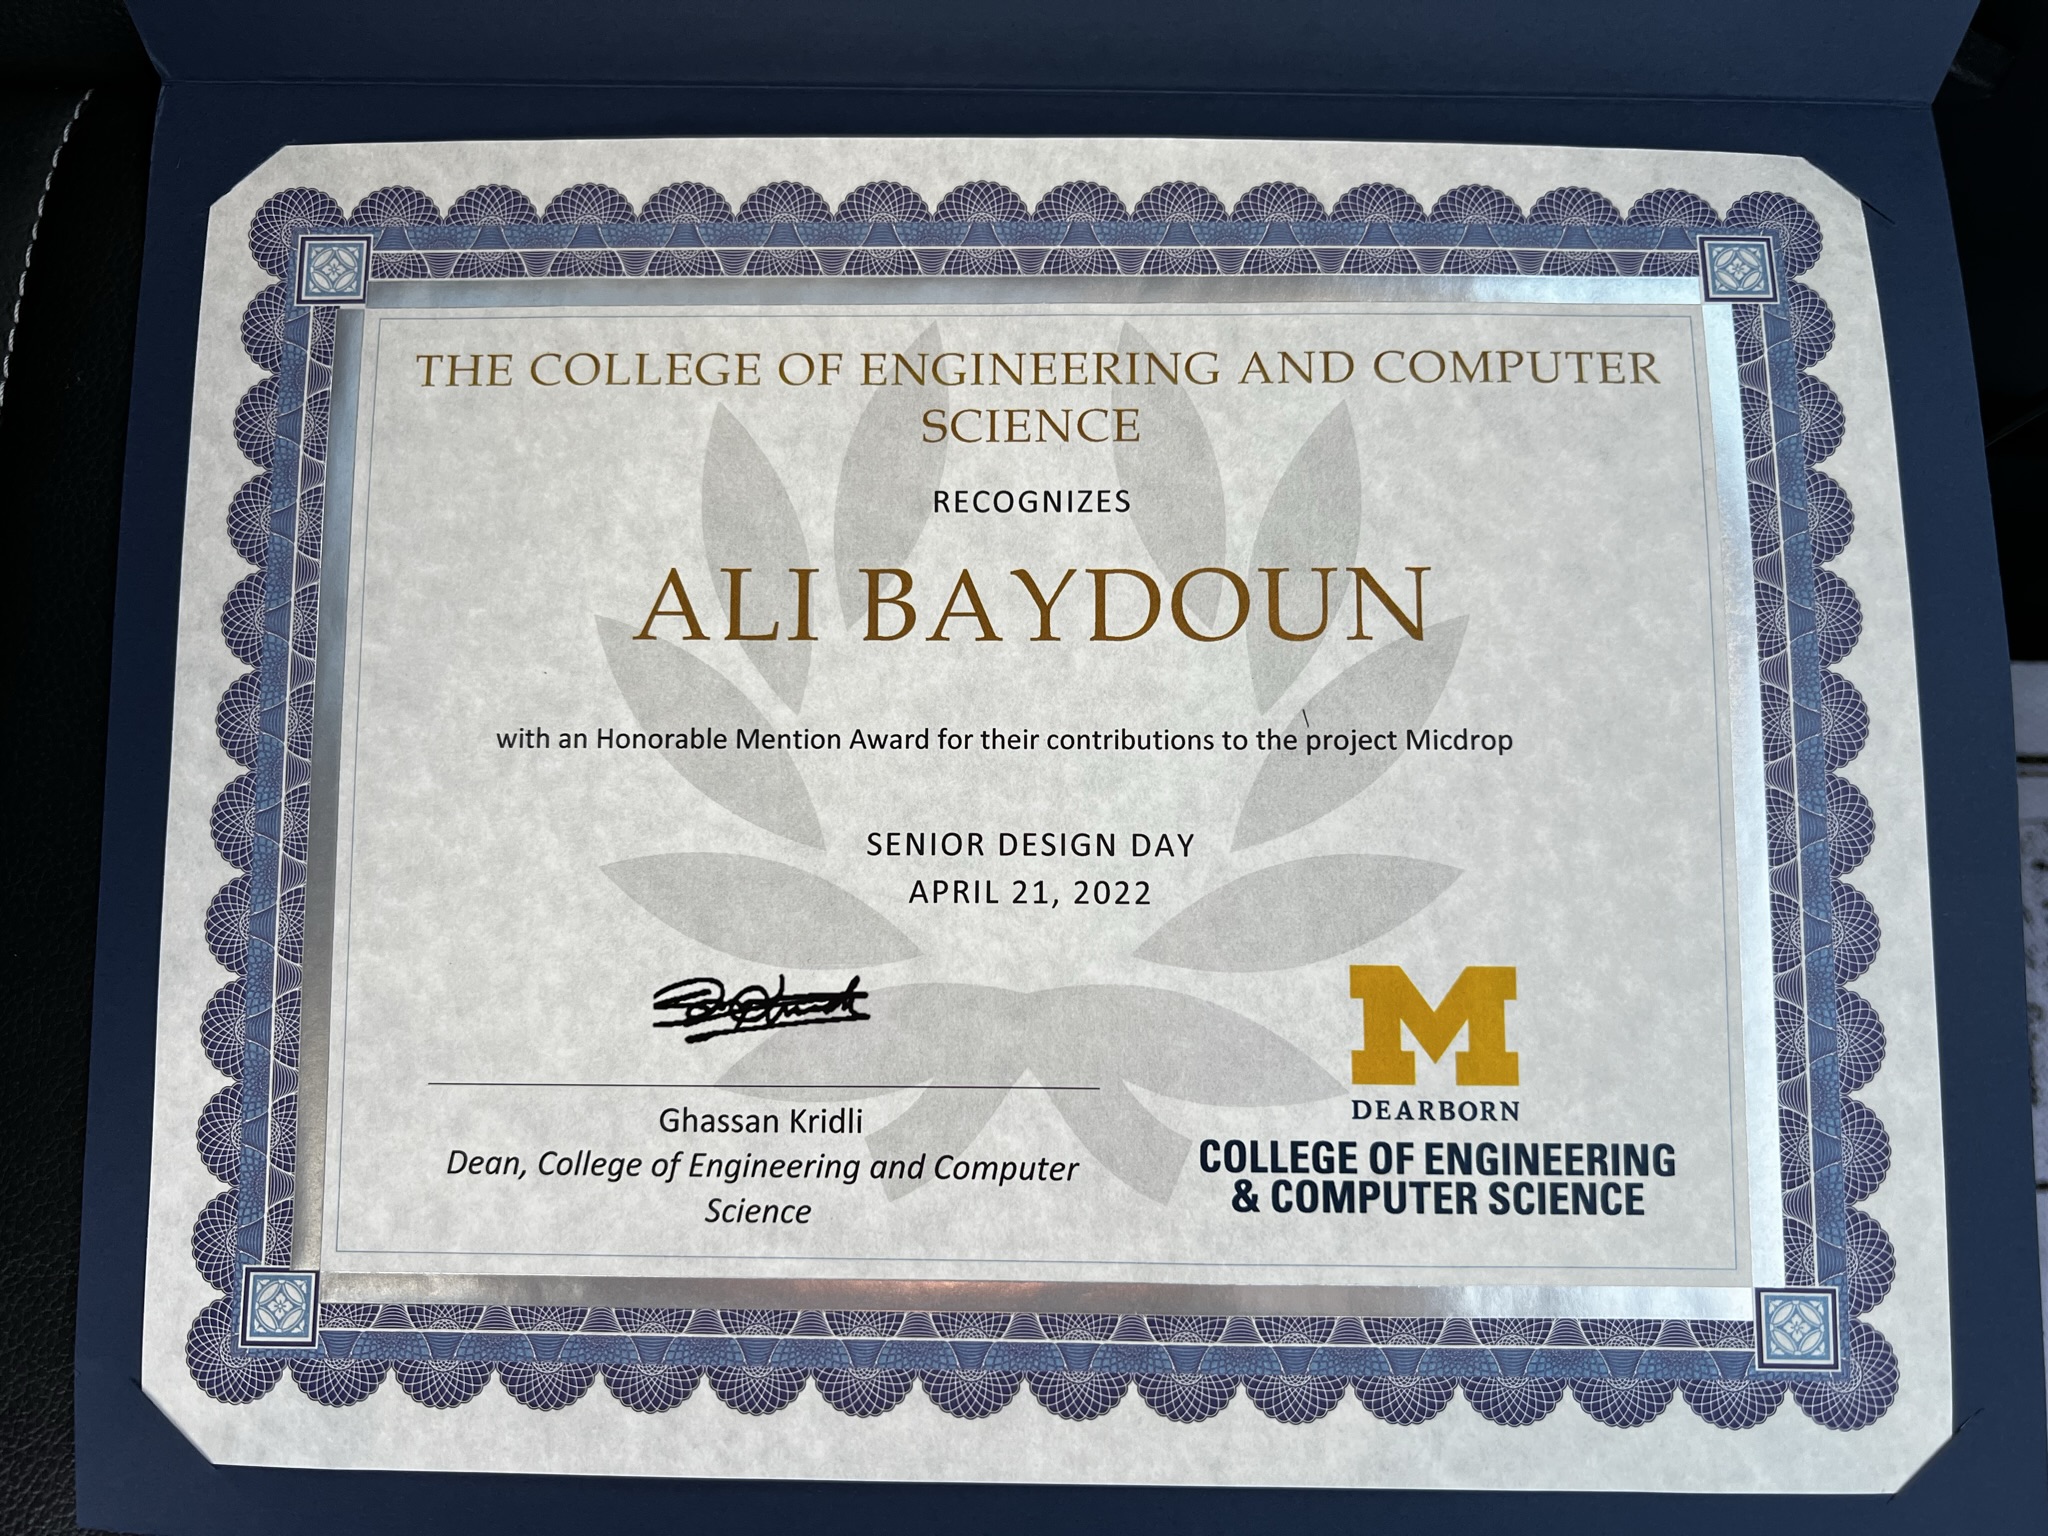 THE COLLEGE OF ENGINEERING AND COMPUTER
SCIENCE
RECOGNIZES
ALI BAYDOUN
with an Honorable Mention Award for their contributions to the project Micdrop
SENIOR DESIGN DAY
APRIL 21, 2022
Ghassan Kridli
Dean, College of Engineering and Computer
Science
M
DEARBORN
COLLEGE OF ENGINEERING
& COMPUTER SCIENCE